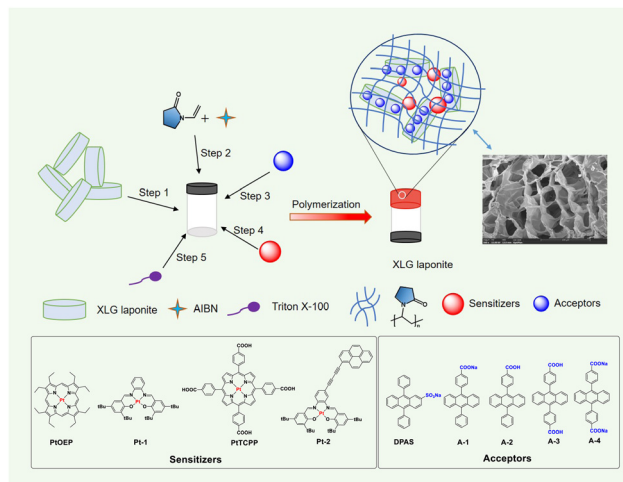 O
N
+
Step 2
Step 1
Step 3
Polymerization
Step 4
Step 5
XLG laponite
XLG laponite
AIBN
Triton X-100
N
O
n
Sensitizers
Acceptors
N
N
Pt
N
N
PtOEP
N
N
Pt
O
O
tBu
tBu
tBu
tBu
Pt-1
COOH
HOOC
N
N
Pt
N
N
COOH
COOH
PtTCPP
N
N
Pt
O
O
tBu
tBu
tBu
tBu
Pt-2
Sensitizers
SO₃Na
DPAS
COONa
A-1
COOH
A-2
COOH
COOH
A-3
COONa
COONa
A-4
Acceptors